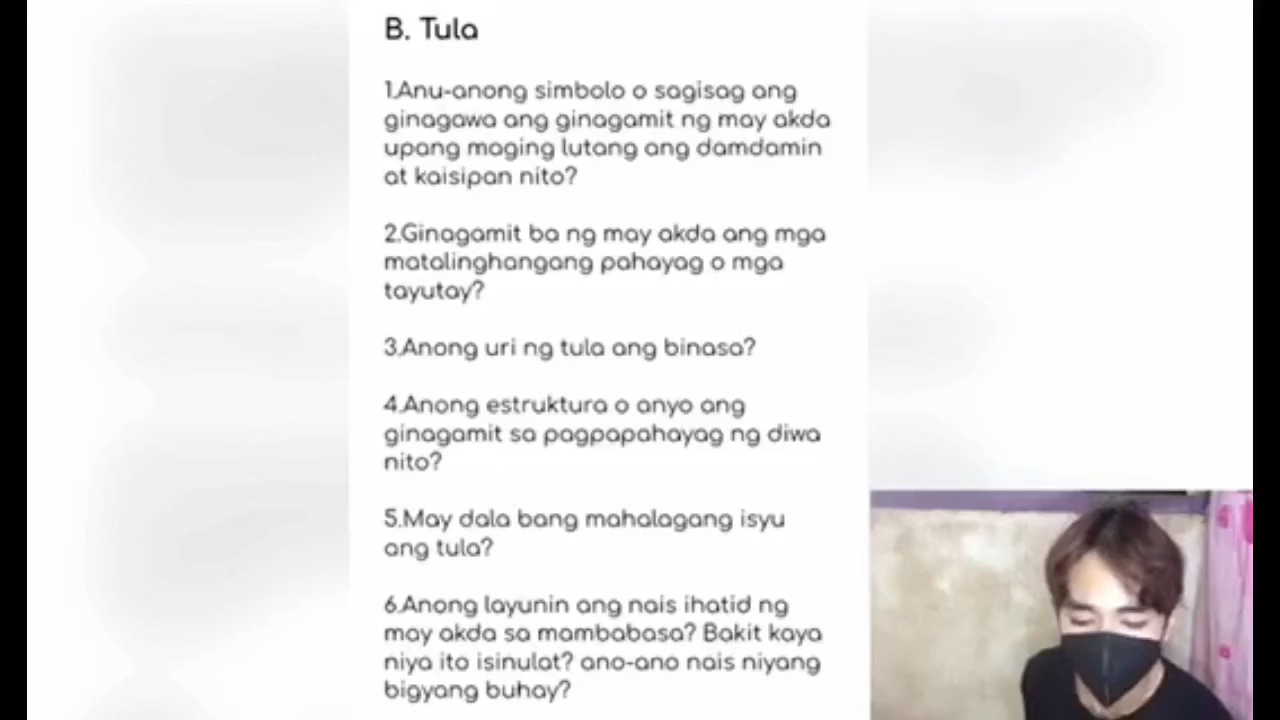 B. Tula
1.Anu-anong simbolo o sagisag ang
ginagawa ang ginagamit ng may akda
upang maging lutang ang damdamin
at kaisipan nito?
2.Ginagamit ba ng may akda ang mga
matalinghangang pahayag o mga
tayutay?
3.Anong uri ng tula ang binasa?
4.Anong estruktura o anyo ang
ginagamit sa pagpapahayag ng diwa
nito?
5.May dala bang mahalagang isyu
ang tula?
6.Anong layunin ang nais ihatid ng
may akda sa mambabasa? Bakit kaya
niya ito isinulat? ano-ano nais niyang
bigyang buhay?